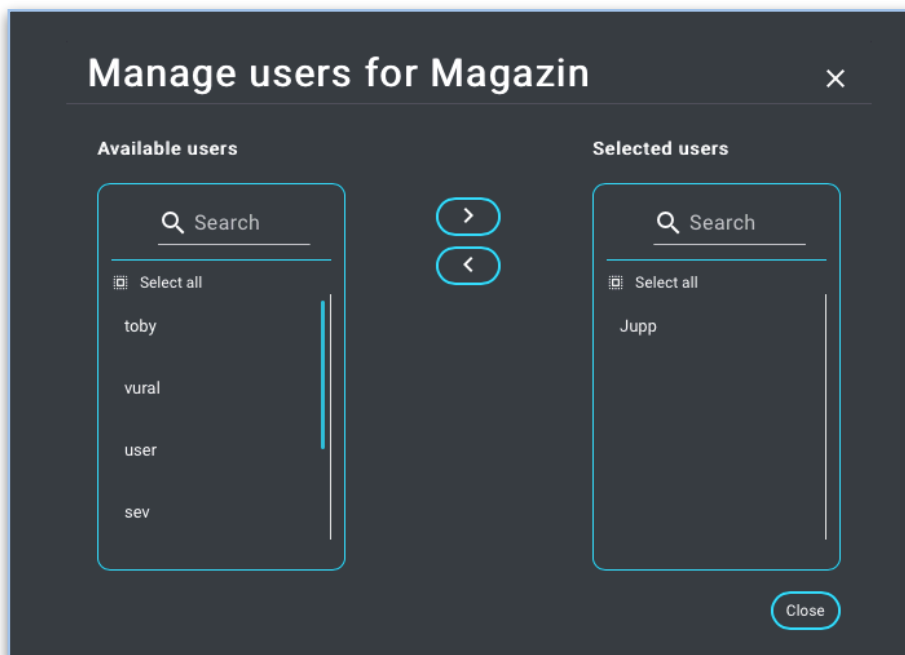 Manage users for Magazin
Available users
Selected users
Search
Search
Select all
Select all
toby
Jupp
vural
user
sev
Close